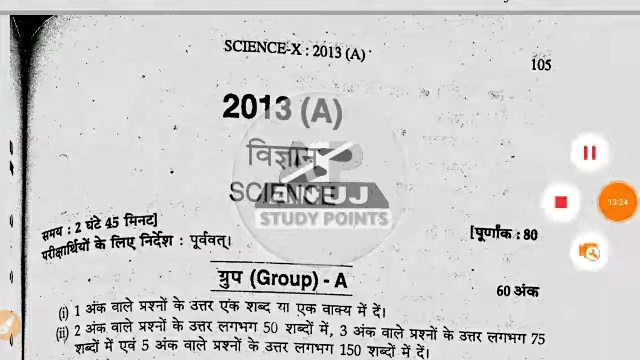 SCIENCE-X : 2013 (A)
105
2013 (A)
विज्ञान
SCIENCE
ENCUJJ
STUDY POINTS
13:24
समय : 2 घंटे 45 मिनट]
[पूर्णांक : 80
परीक्षार्थियों के लिए निर्देश : पूर्ववत्।
ग्रुप (Group) - A
60 अंक
(i) 1 अंक वाले प्रश्नों के उत्तर एक शब्द या एक वाक्य में दें।
(ii) 2 अंक वाले प्रश्नों के उत्तर लगभग 50 शब्दों में, 3 अंक वाले प्रश्नों के उत्तर लगभग 75
शब्दों में एवं 5 अंक वाले प्रश्नों के उत्तर लगभग 150 शब्दों में दें।